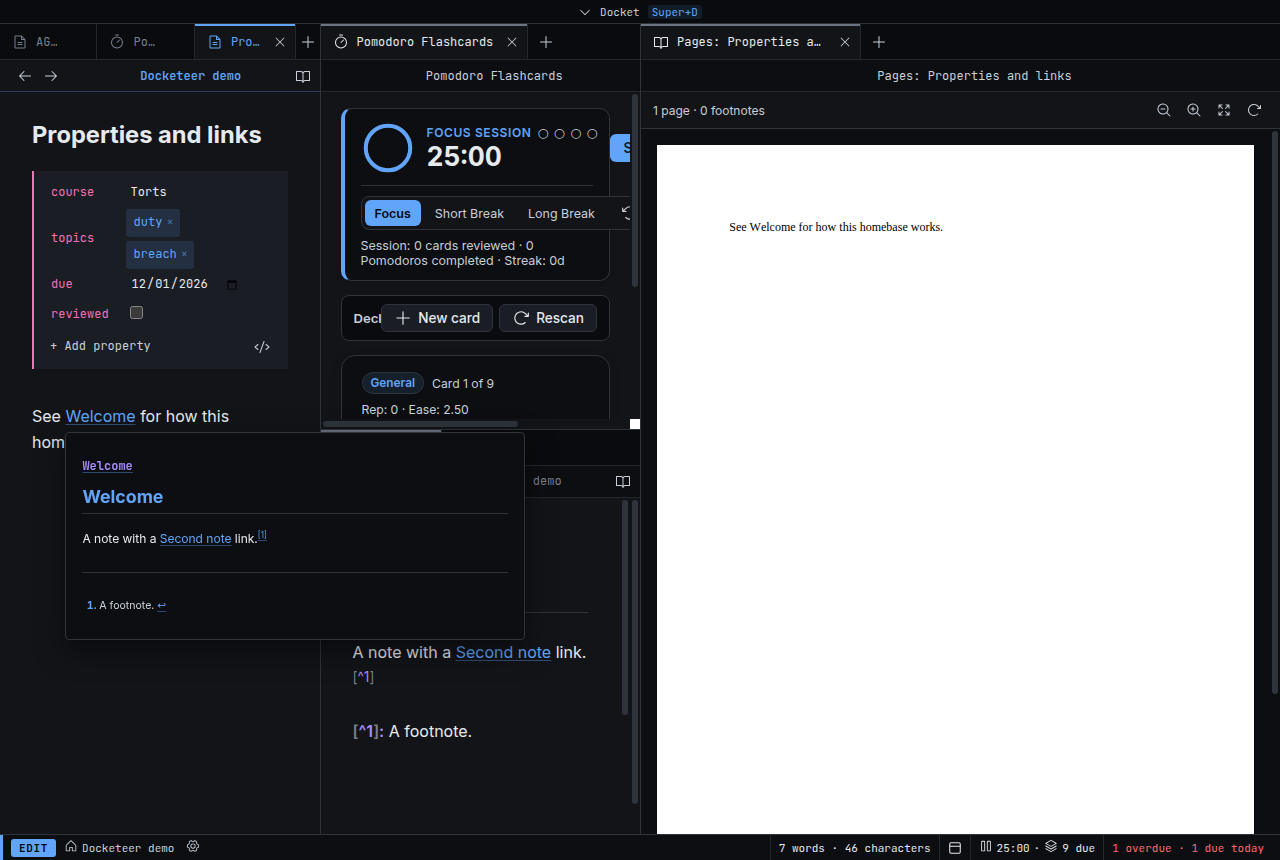 Docket Super+D
AG…
Po…
Pro…
Pomodoro Flashcards
Pages: Properties a…
Docketeer demo
Pomodoro Flashcards
Pages: Properties and links
1 page · 0 footnotes
Properties and links
course Torts
topics duty ×
breach ×
due 12/01/2026
reviewed
+ Add property
See Welcome for how this
hom
FOCUS SESSION
25:00
S
Focus Short Break Long Break
Session: 0 cards reviewed · 0
Pomodoros completed · Streak: 0d
Deck
New card
Rescan
General Card 1 of 9
Rep: 0 · Ease: 2.50
demo
Welcome
Welcome
A note with a Second note link.[1]
1. A footnote. ↩
A note with a Second note link.
[^1]
[^1]: A footnote.
See Welcome for how this homebase works.
EDIT Docketeer demo
7 words · 46 characters
25:00 · 9 due
1 overdue · 1 due today